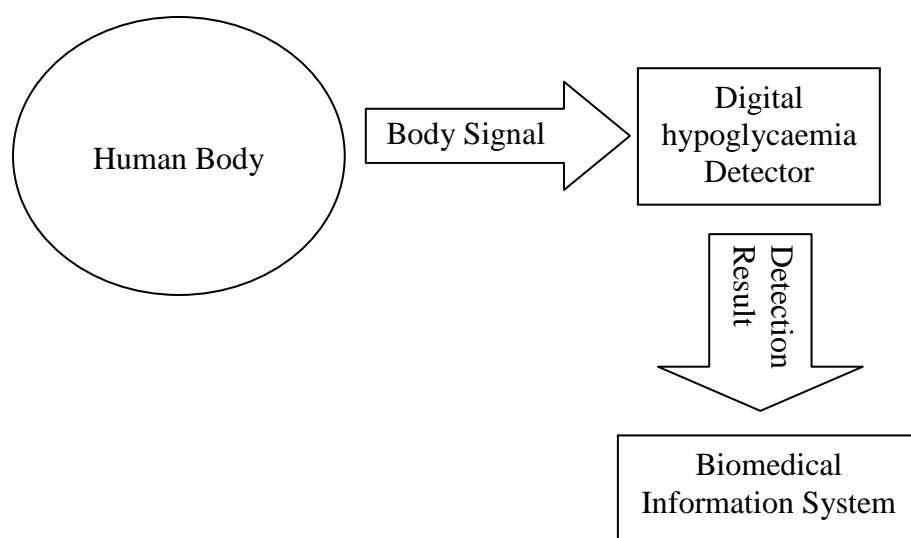 Human Body
Body Signal
Digital
hypoglycaemia
Detector
Detection
Result
Biomedical
Information System